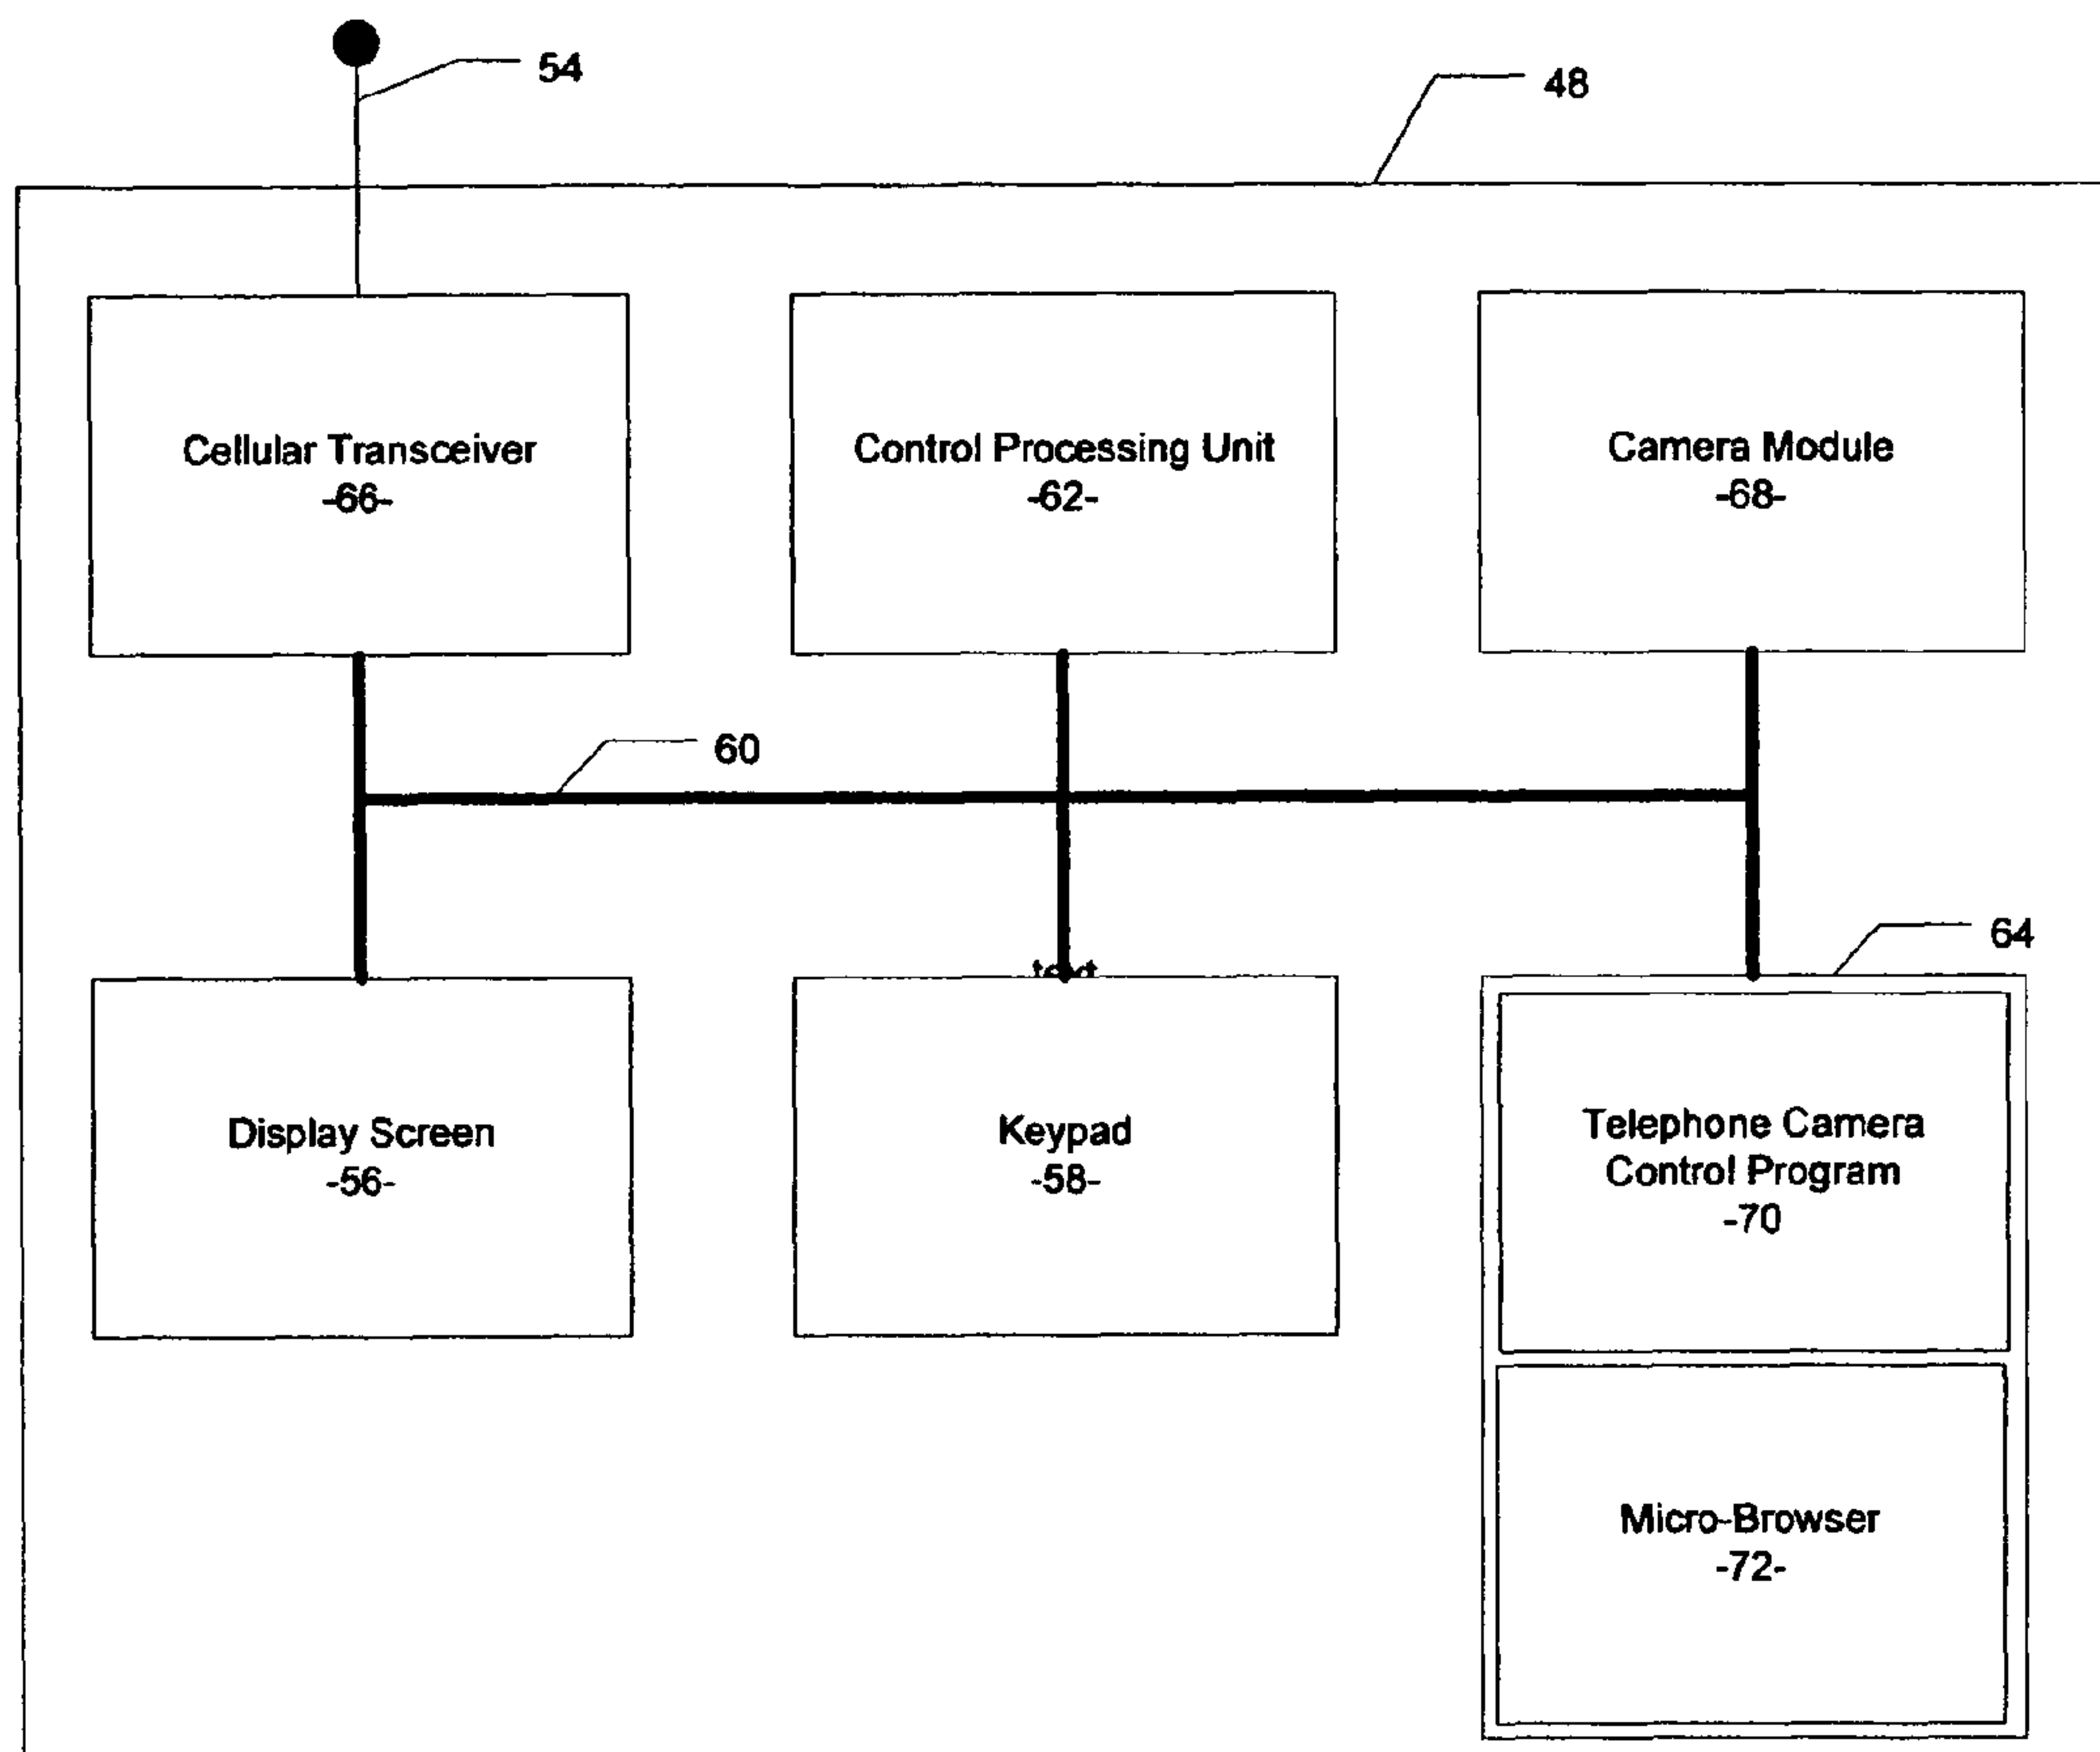 54
48
Cellular Transceiver
-66-
Control Processing Unit
-62-
Camera Module
-68-
60
64
text
Display Screen
-56-
Keypad
-58-
Telephone Camera
Control Program
-70
Micro-Browser
-72-